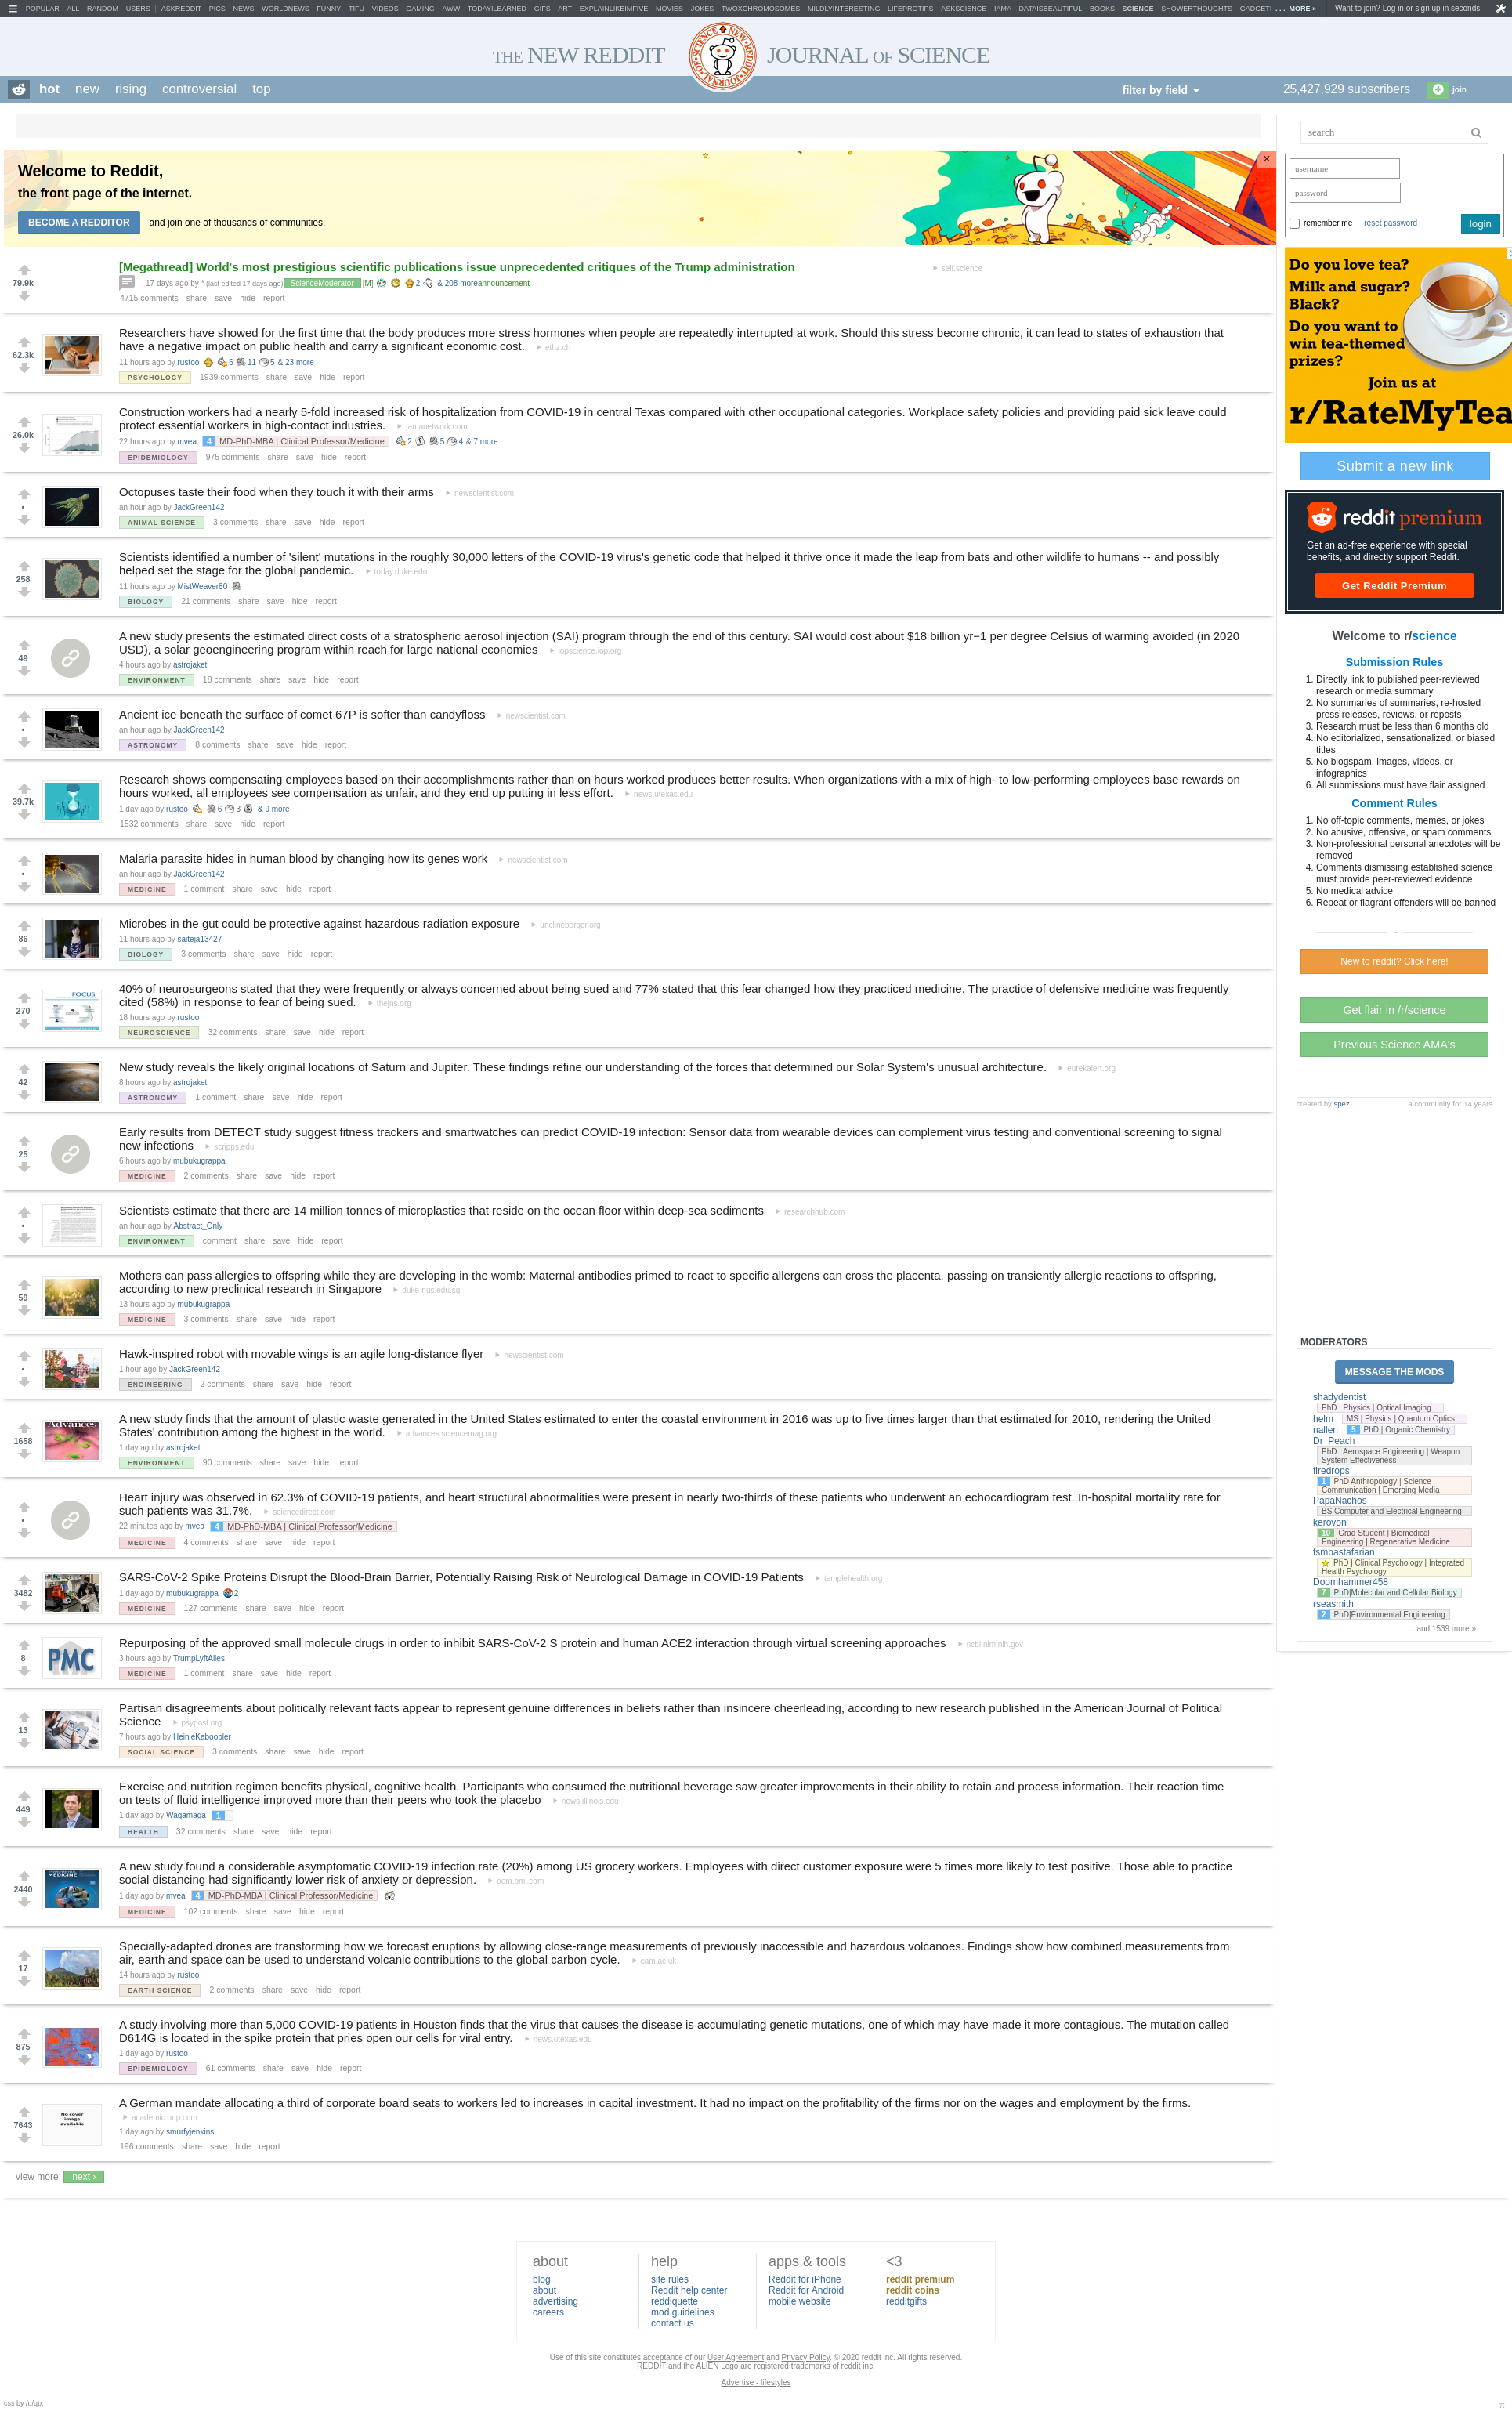 POPULAR - ALL - RANDOM - USERS | ASKREDDIT - PICS - NEWS - WORLDNEWS - FUNNY - TIFU - VIDEOS - GAMING - AWW - TODAYILEARNED - GIFS - ART - EXPLAINLIKEIMFIVE - MOVIES - JOKES - TWOXCHROMOSOMES - MILDLYINTERESTING - LIFEPROTIPS - ASKSCIENCE - IAMA - DATAISBEAUTIFUL - BOOKS - SCIENCE - SHOWERTHOUGHTS - GADGET ... MORE » Want to join? Log in or sign up in seconds.
THE NEW REDDIT JOURNAL OF SCIENCE
hot new rising controversial top filter by field 25,427,929 subscribers join
Welcome to Reddit,
the front page of the internet.
BECOME A REDDITOR and join one of thousands of communities.
[Megathread] World's most prestigious scientific publications issue unprecedented critiques of the Trump administration self.science
79.9k
17 days ago by * (last edited 17 days ago) ScienceModerator [M] 2 & 208 more announcement
4715 comments share save hide report
Researchers have showed for the first time that the body produces more stress hormones when people are repeatedly interrupted at work. Should this stress become chronic, it can lead to states of exhaustion that
have a negative impact on public health and carry a significant economic cost. ethz.ch
62.3k
11 hours ago by rustoo 6 11 5 & 23 more
PSYCHOLOGY 1939 comments share save hide report
Construction workers had a nearly 5-fold increased risk of hospitalization from COVID-19 in central Texas compared with other occupational categories. Workplace safety policies and providing paid sick leave could
protect essential workers in high-contact industries. jamanetwork.com
26.0k
22 hours ago by mvea 4 MD-PhD-MBA | Clinical Professor/Medicine 2 5 4 & 7 more
EPIDEMIOLOGY 975 comments share save hide report
Octopuses taste their food when they touch it with their arms newscientist.com
•
an hour ago by JackGreen142
ANIMAL SCIENCE 3 comments share save hide report
Scientists identified a number of 'silent' mutations in the roughly 30,000 letters of the COVID-19 virus's genetic code that helped it thrive once it made the leap from bats and other wildlife to humans -- and possibly
helped set the stage for the global pandemic. today.duke.edu
258
11 hours ago by MistWeaver80
BIOLOGY 21 comments share save hide report
A new study presents the estimated direct costs of a stratospheric aerosol injection (SAI) program through the end of this century. SAI would cost about $18 billion yr−1 per degree Celsius of warming avoided (in 2020
USD), a solar geoengineering program within reach for large national economies iopscience.iop.org
49
4 hours ago by astrojaket
ENVIRONMENT 18 comments share save hide report
Ancient ice beneath the surface of comet 67P is softer than candyfloss newscientist.com
•
an hour ago by JackGreen142
ASTRONOMY 8 comments share save hide report
Research shows compensating employees based on their accomplishments rather than on hours worked produces better results. When organizations with a mix of high- to low-performing employees base rewards on
hours worked, all employees see compensation as unfair, and they end up putting in less effort. news.utexas.edu
39.7k
1 day ago by rustoo 6 3 & 9 more
1532 comments share save hide report
Malaria parasite hides in human blood by changing how its genes work newscientist.com
•
an hour ago by JackGreen142
MEDICINE 1 comment share save hide report
Microbes in the gut could be protective against hazardous radiation exposure unclineberger.org
86
11 hours ago by saiteja13427
BIOLOGY 3 comments share save hide report
40% of neurosurgeons stated that they were frequently or always concerned about being sued and 77% stated that this fear changed how they practiced medicine. The practice of defensive medicine was frequently
cited (58%) in response to fear of being sued. thejns.org
FOCUS
270
18 hours ago by rustoo
NEUROSCIENCE 32 comments share save hide report
New study reveals the likely original locations of Saturn and Jupiter. These findings refine our understanding of the forces that determined our Solar System's unusual architecture. eurekalert.org
42
8 hours ago by astrojaket
ASTRONOMY 1 comment share save hide report
Early results from DETECT study suggest fitness trackers and smartwatches can predict COVID-19 infection: Sensor data from wearable devices can complement virus testing and conventional screening to signal
new infections scripps.edu
25
6 hours ago by mubukugrappa
MEDICINE 2 comments share save hide report
Scientists estimate that there are 14 million tonnes of microplastics that reside on the ocean floor within deep-sea sediments researchhub.com
•
an hour ago by Abstract_Only
ENVIRONMENT comment share save hide report
Mothers can pass allergies to offspring while they are developing in the womb: Maternal antibodies primed to react to specific allergens can cross the placenta, passing on transiently allergic reactions to offspring,
according to new preclinical research in Singapore duke-nus.edu.sg
59
13 hours ago by mubukugrappa
MEDICINE 3 comments share save hide report
Hawk-inspired robot with movable wings is an agile long-distance flyer newscientist.com
•
1 hour ago by JackGreen142
ENGINEERING 2 comments share save hide report
A new study finds that the amount of plastic waste generated in the United States estimated to enter the coastal environment in 2016 was up to five times larger than that estimated for 2010, rendering the United
States' contribution among the highest in the world. advances.sciencemag.org
Advances
1658
1 day ago by astrojaket
ENVIRONMENT 90 comments share save hide report
Heart injury was observed in 62.3% of COVID-19 patients, and heart structural abnormalities were present in nearly two-thirds of these patients who underwent an echocardiogram test. In-hospital mortality rate for
such patients was 31.7%. sciencedirect.com
•
22 minutes ago by mvea 4 MD-PhD-MBA | Clinical Professor/Medicine
MEDICINE 4 comments share save hide report
SARS-CoV-2 Spike Proteins Disrupt the Blood-Brain Barrier, Potentially Raising Risk of Neurological Damage in COVID-19 Patients templehealth.org
3482
1 day ago by mubukugrappa 2
MEDICINE 127 comments share save hide report
Repurposing of the approved small molecule drugs in order to inhibit SARS-CoV-2 S protein and human ACE2 interaction through virtual screening approaches ncbi.nlm.nih.gov
PMC
8
3 hours ago by TrumpLyftAlles
MEDICINE 1 comment share save hide report
Partisan disagreements about politically relevant facts appear to represent genuine differences in beliefs rather than insincere cheerleading, according to new research published in the American Journal of Political
Science psypost.org
13
7 hours ago by HeinieKaboobler
SOCIAL SCIENCE 3 comments share save hide report
Exercise and nutrition regimen benefits physical, cognitive health. Participants who consumed the nutritional beverage saw greater improvements in their ability to retain and process information. Their reaction time
on tests of fluid intelligence improved more than their peers who took the placebo news.illinois.edu
449
1 day ago by Wagamaga 1
HEALTH 32 comments share save hide report
A new study found a considerable asymptomatic COVID-19 infection rate (20%) among US grocery workers. Employees with direct customer exposure were 5 times more likely to test positive. Those able to practice
social distancing had significantly lower risk of anxiety or depression. oem.bmj.com
MEDICINE
2440
1 day ago by mvea 4 MD-PhD-MBA | Clinical Professor/Medicine
MEDICINE 102 comments share save hide report
Specially-adapted drones are transforming how we forecast eruptions by allowing close-range measurements of previously inaccessible and hazardous volcanoes. Findings show how combined measurements from
air, earth and space can be used to understand volcanic contributions to the global carbon cycle. cam.ac.uk
17
14 hours ago by rustoo
EARTH SCIENCE 2 comments share save hide report
A study involving more than 5,000 COVID-19 patients in Houston finds that the virus that causes the disease is accumulating genetic mutations, one of which may have made it more contagious. The mutation called
D614G is located in the spike protein that pries open our cells for viral entry. news.utexas.edu
875
1 day ago by rustoo
EPIDEMIOLOGY 61 comments share save hide report
A German mandate allocating a third of corporate board seats to workers led to increases in capital investment. It had no impact on the profitability of the firms nor on the wages and employment by the firms.
academic.oup.com
No cover
image
available
7643
1 day ago by smurfyjenkins
196 comments share save hide report
view more: next ›
search
username
password
remember me reset password login
Do you love tea?
Milk and sugar?
Black?
Do you want to
win tea-themed
prizes?
Join us at
r/RateMyTea
Submit a new link
reddit premium
Get an ad-free experience with special
benefits, and directly support Reddit.
Get Reddit Premium
Welcome to r/science
Submission Rules
1. Directly link to published peer-reviewed
research or media summary
2. No summaries of summaries, re-hosted
press releases, reviews, or reposts
3. Research must be less than 6 months old
4. No editorialized, sensationalized, or biased
titles
5. No blogspam, images, videos, or
infographics
6. All submissions must have flair assigned
Comment Rules
1. No off-topic comments, memes, or jokes
2. No abusive, offensive, or spam comments
3. Non-professional personal anecdotes will be
removed
4. Comments dismissing established science
must provide peer-reviewed evidence
5. No medical advice
6. Repeat or flagrant offenders will be banned
New to reddit? Click here!
Get flair in /r/science
Previous Science AMA's
created by spez a community for 14 years
MODERATORS
MESSAGE THE MODS
shadydentist
PhD | Physics | Optical Imaging
helm MS | Physics | Quantum Optics
nallen 5 PhD | Organic Chemistry
Dr_Peach
PhD | Aerospace Engineering | Weapon
System Effectiveness
firedrops
1 PhD Anthropology | Science
Communication | Emerging Media
PapaNachos
BS|Computer and Electrical Engineering
kerovon
10 Grad Student | Biomedical
Engineering | Regenerative Medicine
fsmpastafarian
PhD | Clinical Psychology | Integrated
Health Psychology
Doomhammer458
7 PhD|Molecular and Cellular Biology
rseasmith
2 PhD|Environmental Engineering
...and 1539 more »
about
blog
about
advertising
careers
help
site rules
Reddit help center
reddiquette
mod guidelines
contact us
apps & tools
Reddit for iPhone
Reddit for Android
mobile website
<3
reddit premium
reddit coins
redditgifts
Use of this site constitutes acceptance of our User Agreement and Privacy Policy. © 2020 reddit inc. All rights reserved.
REDDIT and the ALIEN Logo are registered trademarks of reddit inc.
Advertise - lifestyles
css by /u/qtx π